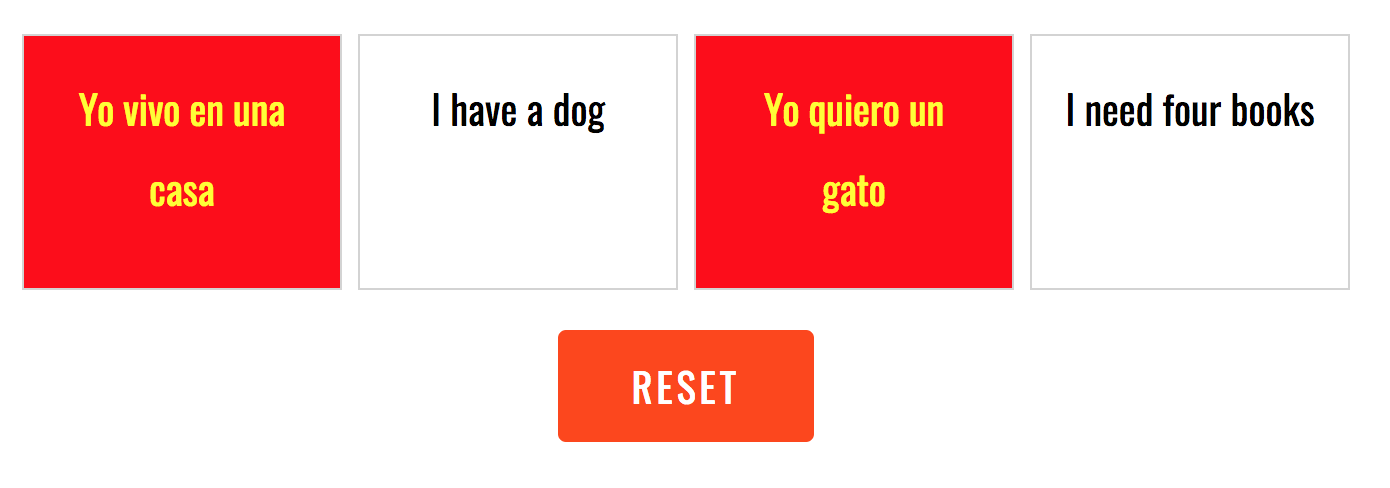 Yo vivo en una
casa
I have a dog
Yo quiero un
gato
I need four books
RESET